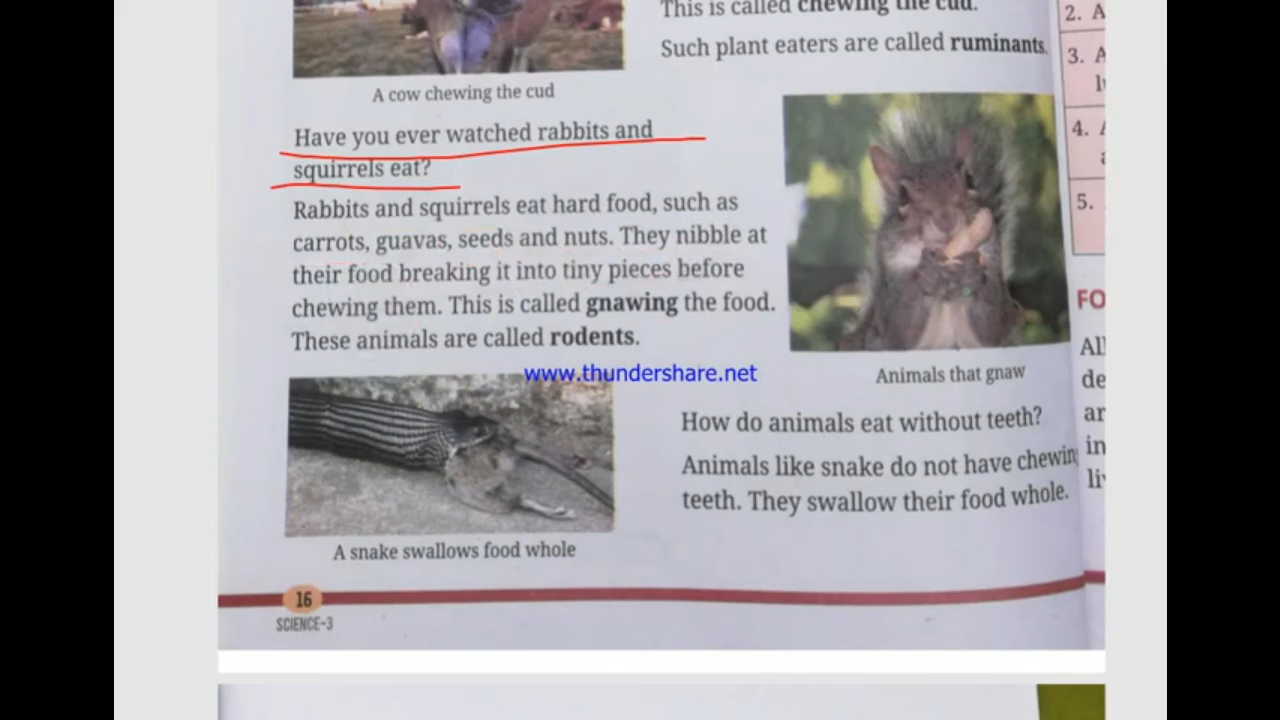 This is called chewing the cud.
Such plant eaters are called ruminants.
A cow chewing the cud
Have you ever watched rabbits and
squirrels eat?
Rabbits and squirrels eat hard food, such as
carrots, guavas, seeds and nuts. They nibble at
their food breaking it into tiny pieces before
chewing them. This is called gnawing the food.
These animals are called rodents.
www.thundershare.net
Animals that gnaw
How do animals eat without teeth?
Animals like snake do not have chewin
teeth. They swallow their food whole.
A snake swallows food whole
16
SCIENCE-3
2. A
3. A
4. A
5.
FO
All
de
ar
in